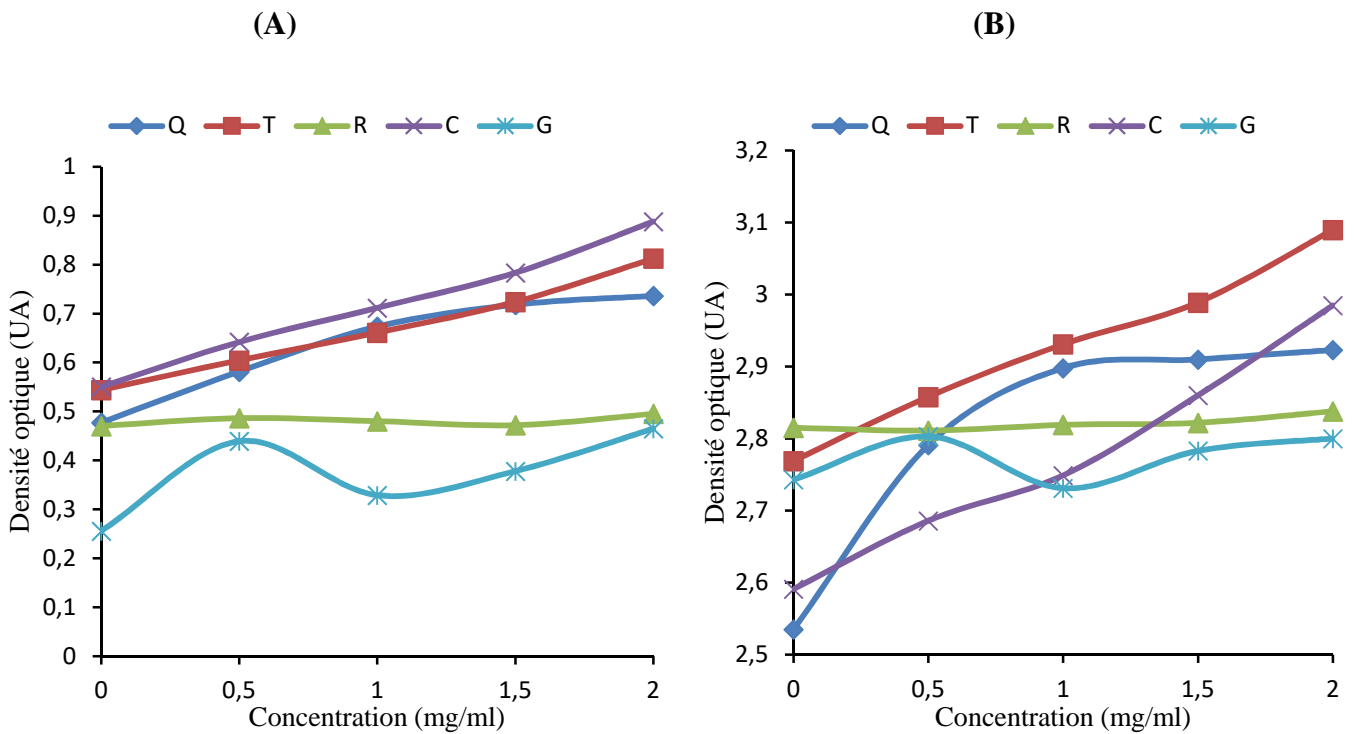 (A)
Q T R C G
1
0,9
0,8
0,7
0,6
0,5
0,4
0,3
0,2
0,1
0
Densité optique (UA)
0 0,5 1 1,5 2
Concentration (mg/ml)
(B)
Q T R C G
3,2
3,1
3
2,9
2,8
2,7
2,6
2,5
Densité optique (UA)
0 0,5 1 1,5 2
Concentration (mg/ml)